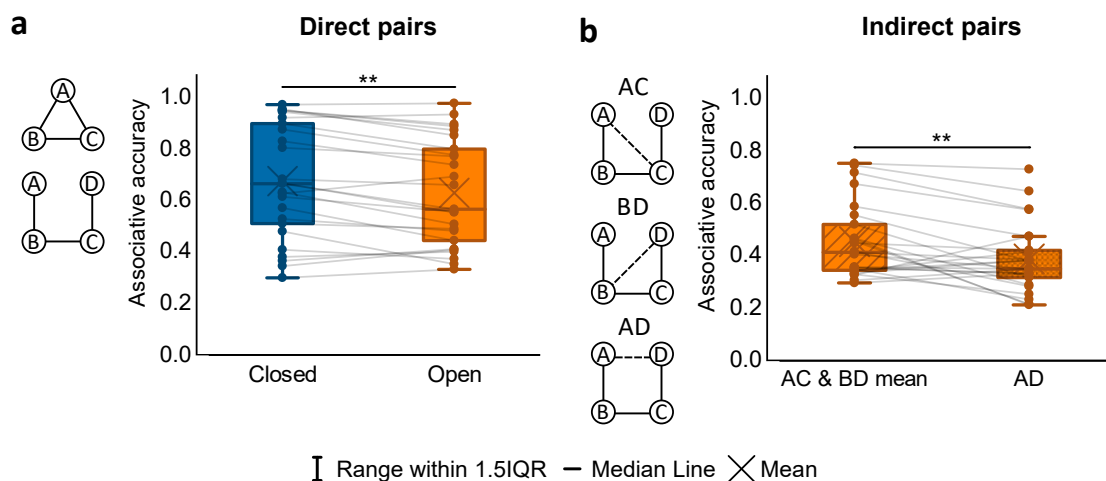 a
Direct pairs
A
B C
A D
B C
Associative accuracy
1.0
0.8
0.6
0.4
0.2
0.0
**
Closed Open
b
Indirect pairs
AC
A D
B C
BD
A D
B C
AD
A D
B C
Associative accuracy
1.0
0.8
0.6
0.4
0.2
0.0
**
AC & BD mean AD
Range within 1.5IQR Median Line Mean